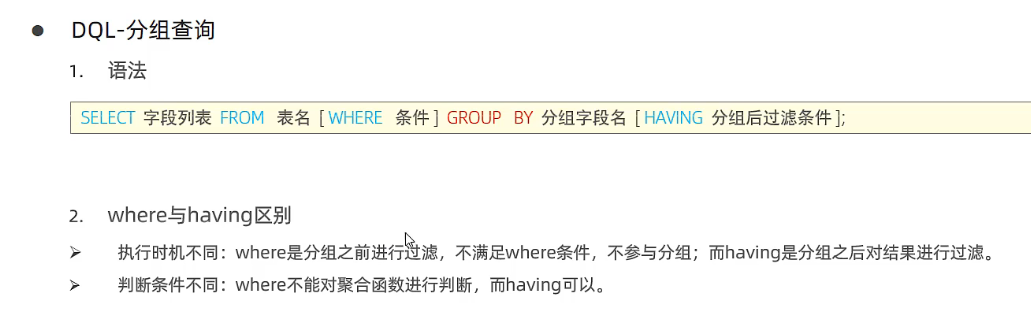 DQL-分组查询
1. 语法
SELECT 字段列表 FROM 表名 [ WHERE 条件 ] GROUP BY 分组字段名 [ HAVING 分组后过滤条件 ];
2. where与having区别
执行时机不同：where是分组之前进行过滤，不满足where条件，不参与分组；而having是分组之后对结果进行过滤。
判断条件不同：where不能对聚合函数进行判断，而having可以。